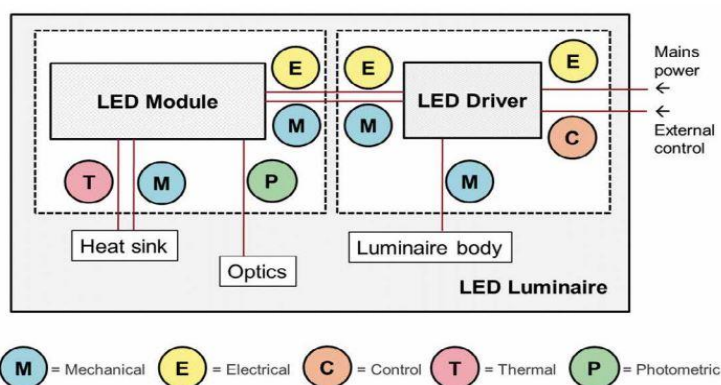 E
E
E
Mains
power
LED Module
LED Driver
M
M
C
External
control
T
M
P
M
Heat sink
Luminaire body
Optics
LED Luminaire
M = Mechanical E = Electrical C = Control T = Thermal P = Photometric